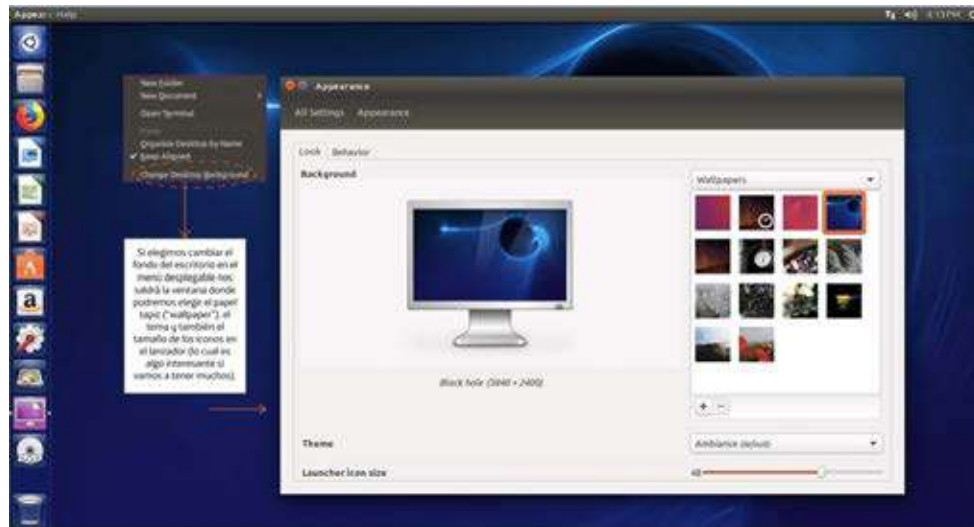 Help
New Folder
New Document
Open Terminal
Organize Desktop by Name
Keep Aligned
Change Desktop Background
Si elegimos cambiar el
fondo del escritorio en el
menú desplegable nos
saldrá la ventana donde
podremos elegir el papel
tapiz ("wallpaper"), el
tema y también el
tamaño de los iconos en
el lanzador (lo cual es
algo interesante si
vamos a tener muchos).
Appearance
All Settings Appearance
Look Behavior
Background
Wallpapers
Black hole (3840 × 2400)
Theme
Ambiance (default)
Launcher icon size
48